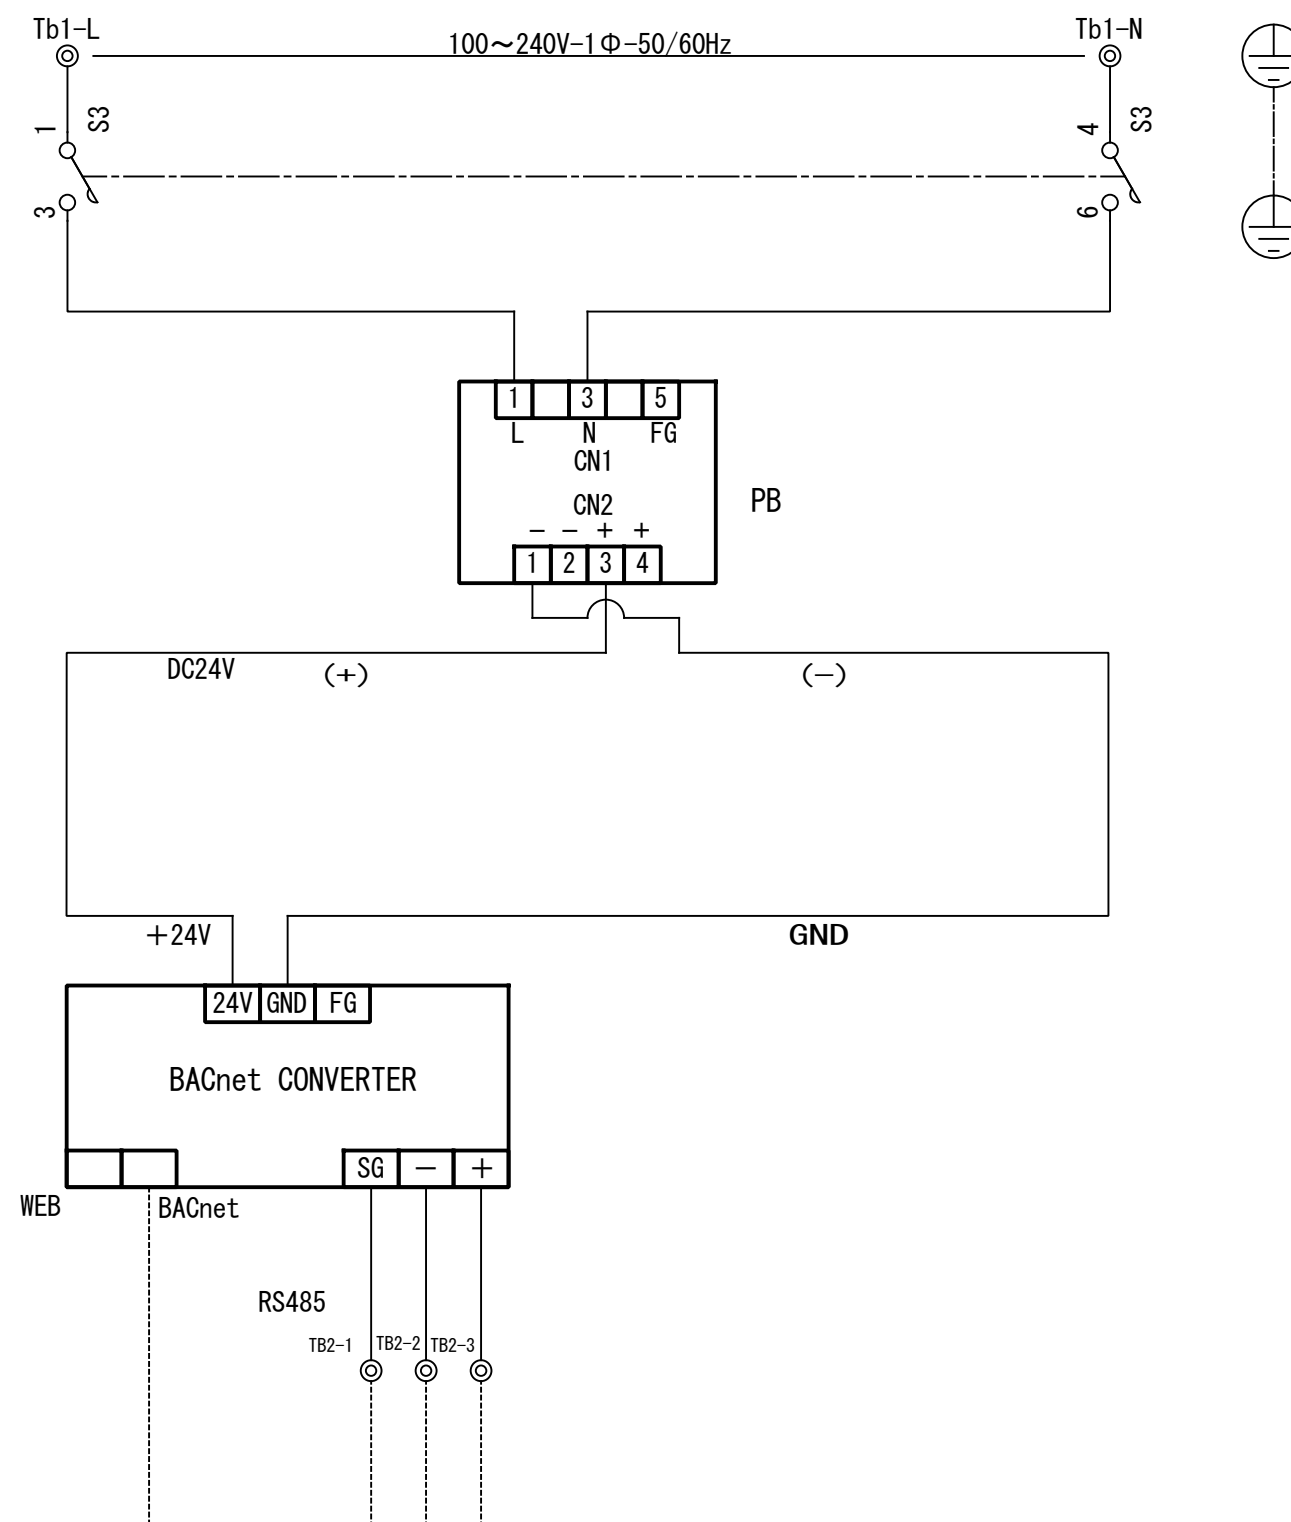 Tb1-L
100～240V-1Φ-50/60Hz
Tb1-N
1
S3
3
4
S3
6
1
3
5
L
N
FG
CN1
CN2
－ － ＋ ＋
1
2
3
4
PB
DC24V
(+)
(-)
＋24V
GND
24V
GND
FG
BACnet CONVERTER
SG
－
＋
WEB
BACnet
RS485
TB2-1
TB2-2
TB2-3